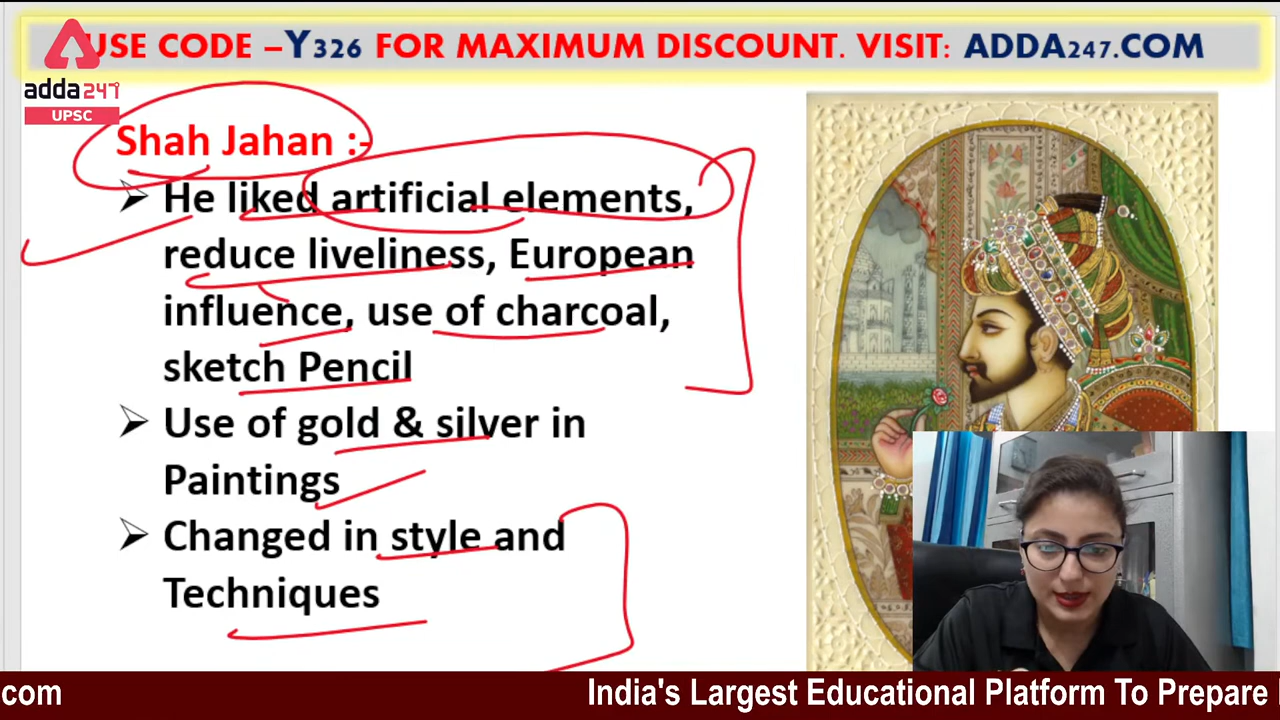 USE CODE –Y326 FOR MAXIMUM DISCOUNT. VISIT: ADDA247.COM
adda247
UPSC
Shah Jahan :-
➢ He liked artificial elements,
reduce liveliness, European
influence, use of charcoal,
sketch Pencil
➢ Use of gold & silver in
Paintings
➢ Changed in style and
Techniques
com
India's Largest Educational Platform To Prepare